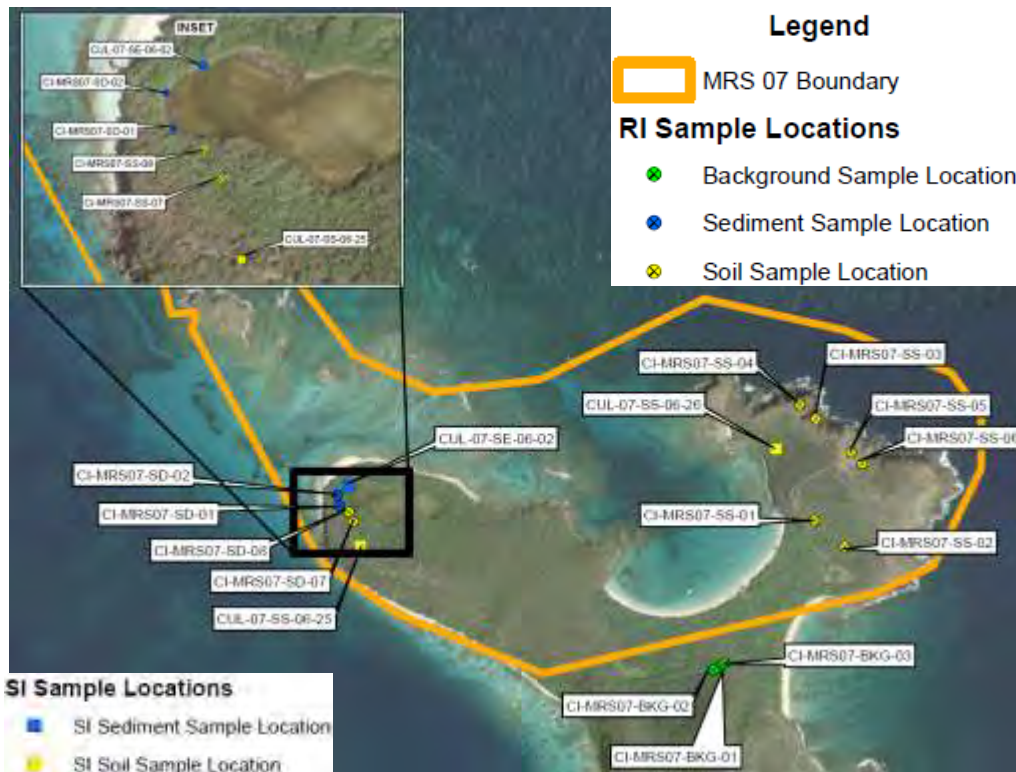 INSET
CUL-07-SE-06-02
CI-MRS07-SD-02
CI-MRS07-SD-01
CI-MRS07-SS-08
CI-MRS07-SS-07
CUL-07-SS-06-25
Legend
MRS 07 Boundary
RI Sample Locations
Background Sample Location
Sediment Sample Location
Soil Sample Location
CI-MRS07-SS-04
CI-MRS07-SS-03
CUL-07-SS-06-26
CI-MRS07-SS-05
CI-MRS07-SS-06
CUL-07-SE-06-02
CI-MRS07-SD-02
CI-MRS07-SD-01
CI-MRS07-SD-08
CI-MRS07-SD-07
CUL-07-SS-06-25
CI-MRS07-SS-01
CI-MRS07-SS-02
CI-MRS07-BKG-03
CI-MRS07-BKG-02
CI-MRS07-BKG-01
SI Sample Locations
SI Sediment Sample Location
SI Soil Sample Location